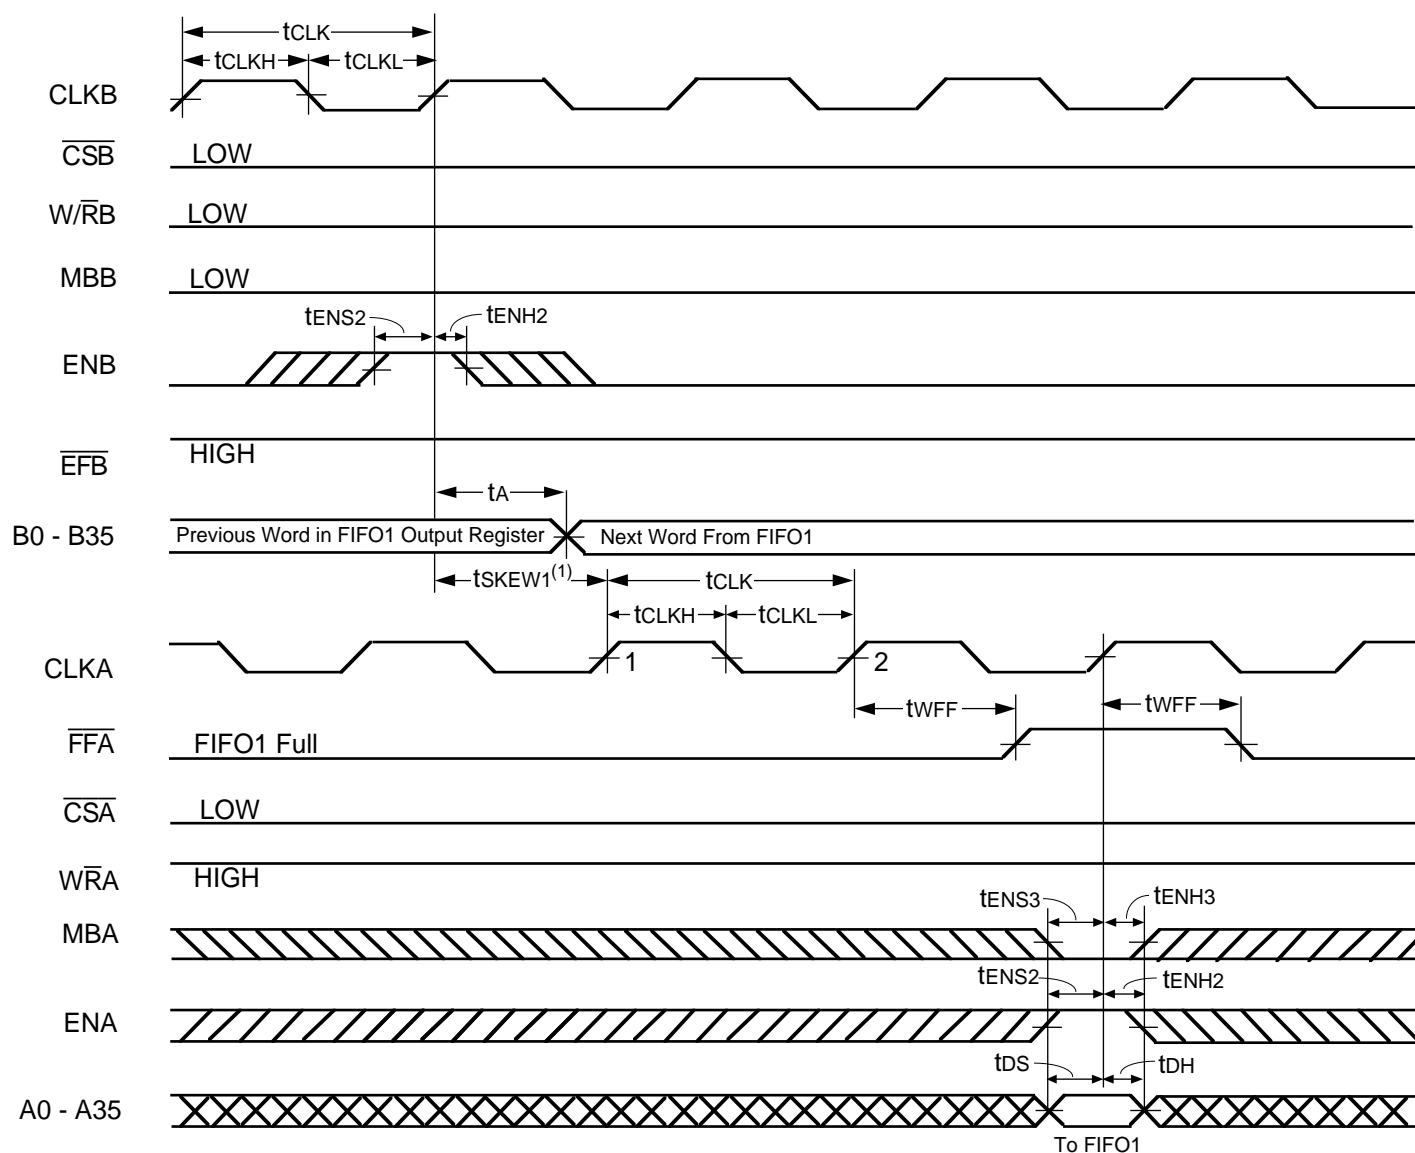 tCLK
tCLKH tCLKL
CLKB
CSB LOW
W/RB LOW
MBB LOW
tENS2 tENH2
ENB
EFB HIGH
tA
B0 - B35 Previous Word in FIFO1 Output Register Next Word From FIFO1
tSKEW1(1) tCLK
tCLKH tCLKL
CLKA 1 2
tWFF tWFF
FFA FIFO1 Full
CSA LOW
WRA HIGH
tENS3 tENH3
MBA
tENS2 tENH2
ENA
tDS tDH
A0 - A35
To FIFO1